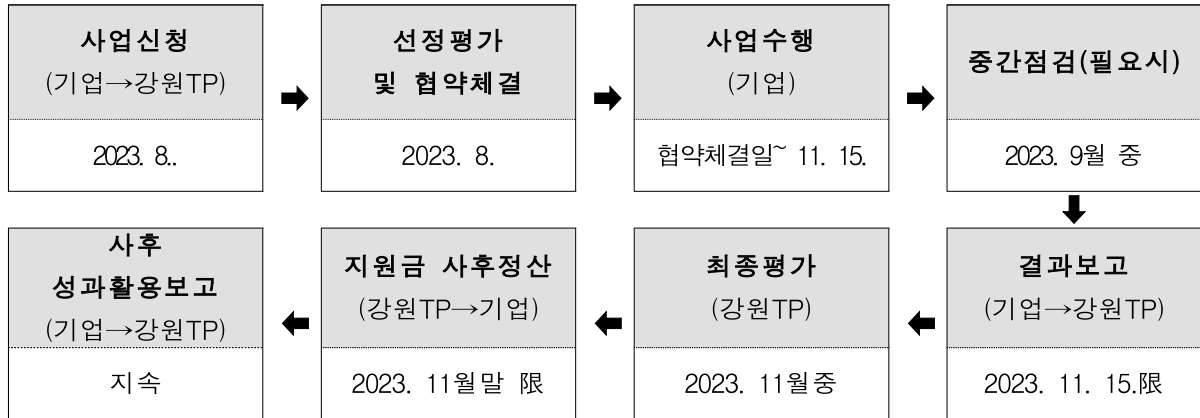 사업신청
(기업→강원TP)
2023. 8..
선정평가
및 협약체결
2023. 8.
사업수행
(기업)
협약체결일~ 11. 15.
중간점검(필요시)
2023. 9월 중
결과보고
(기업→강원TP)
2023. 11. 15.限
최종평가
(강원TP)
2023. 11월중
지원금 사후정산
(강원TP→기업)
2023. 11월말 限
사후
성과활용보고
(기업→강원TP)
지속